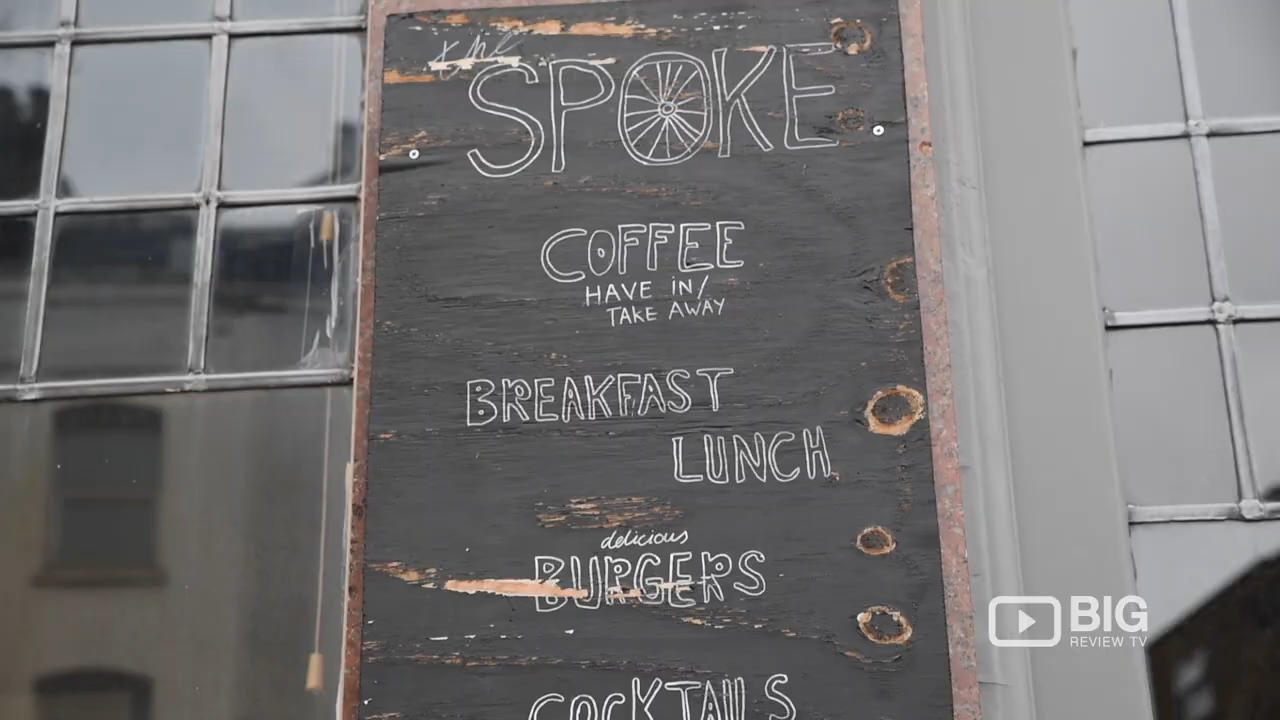 the
SPOKE
COFFEE
HAVE iN/
TAKE AWAY
BREAKFAST
LUNCH
delicious
BURGERS
COCKTAILS
BIG
REVIEW TV